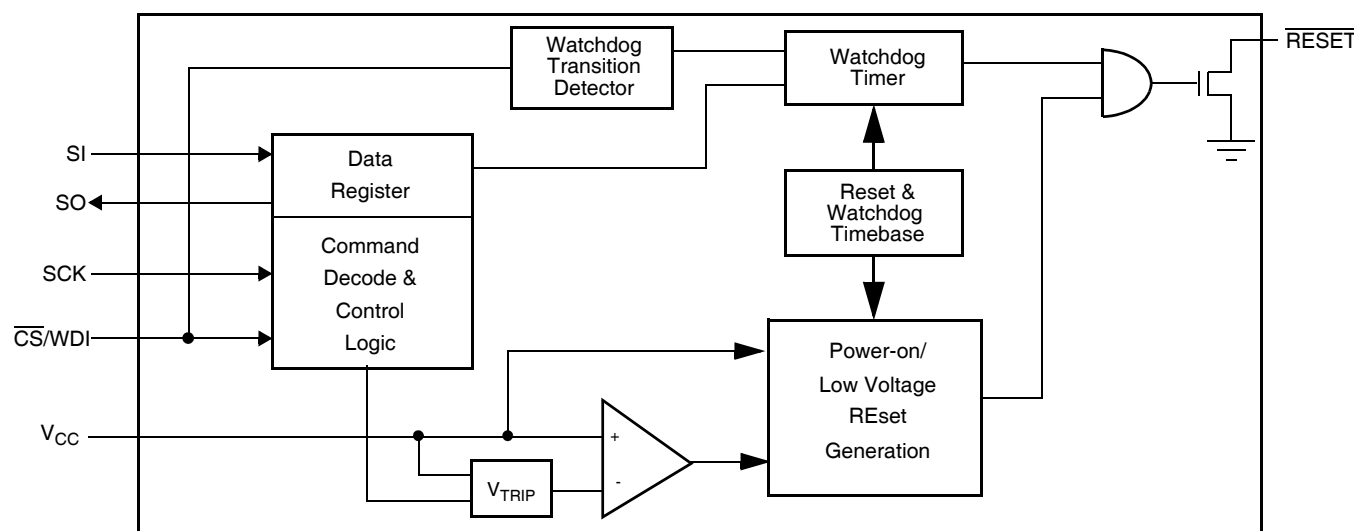 Watchdog
Transition
Detector
Watchdog
Timer
RESET
SI
SO
SCK
CS/WDI
VCC
Data
Register
Command
Decode &
Control
Logic
Reset &
Watchdog
Timebase
Power-on/
Low Voltage
REset
Generation
+
-
VTRIP